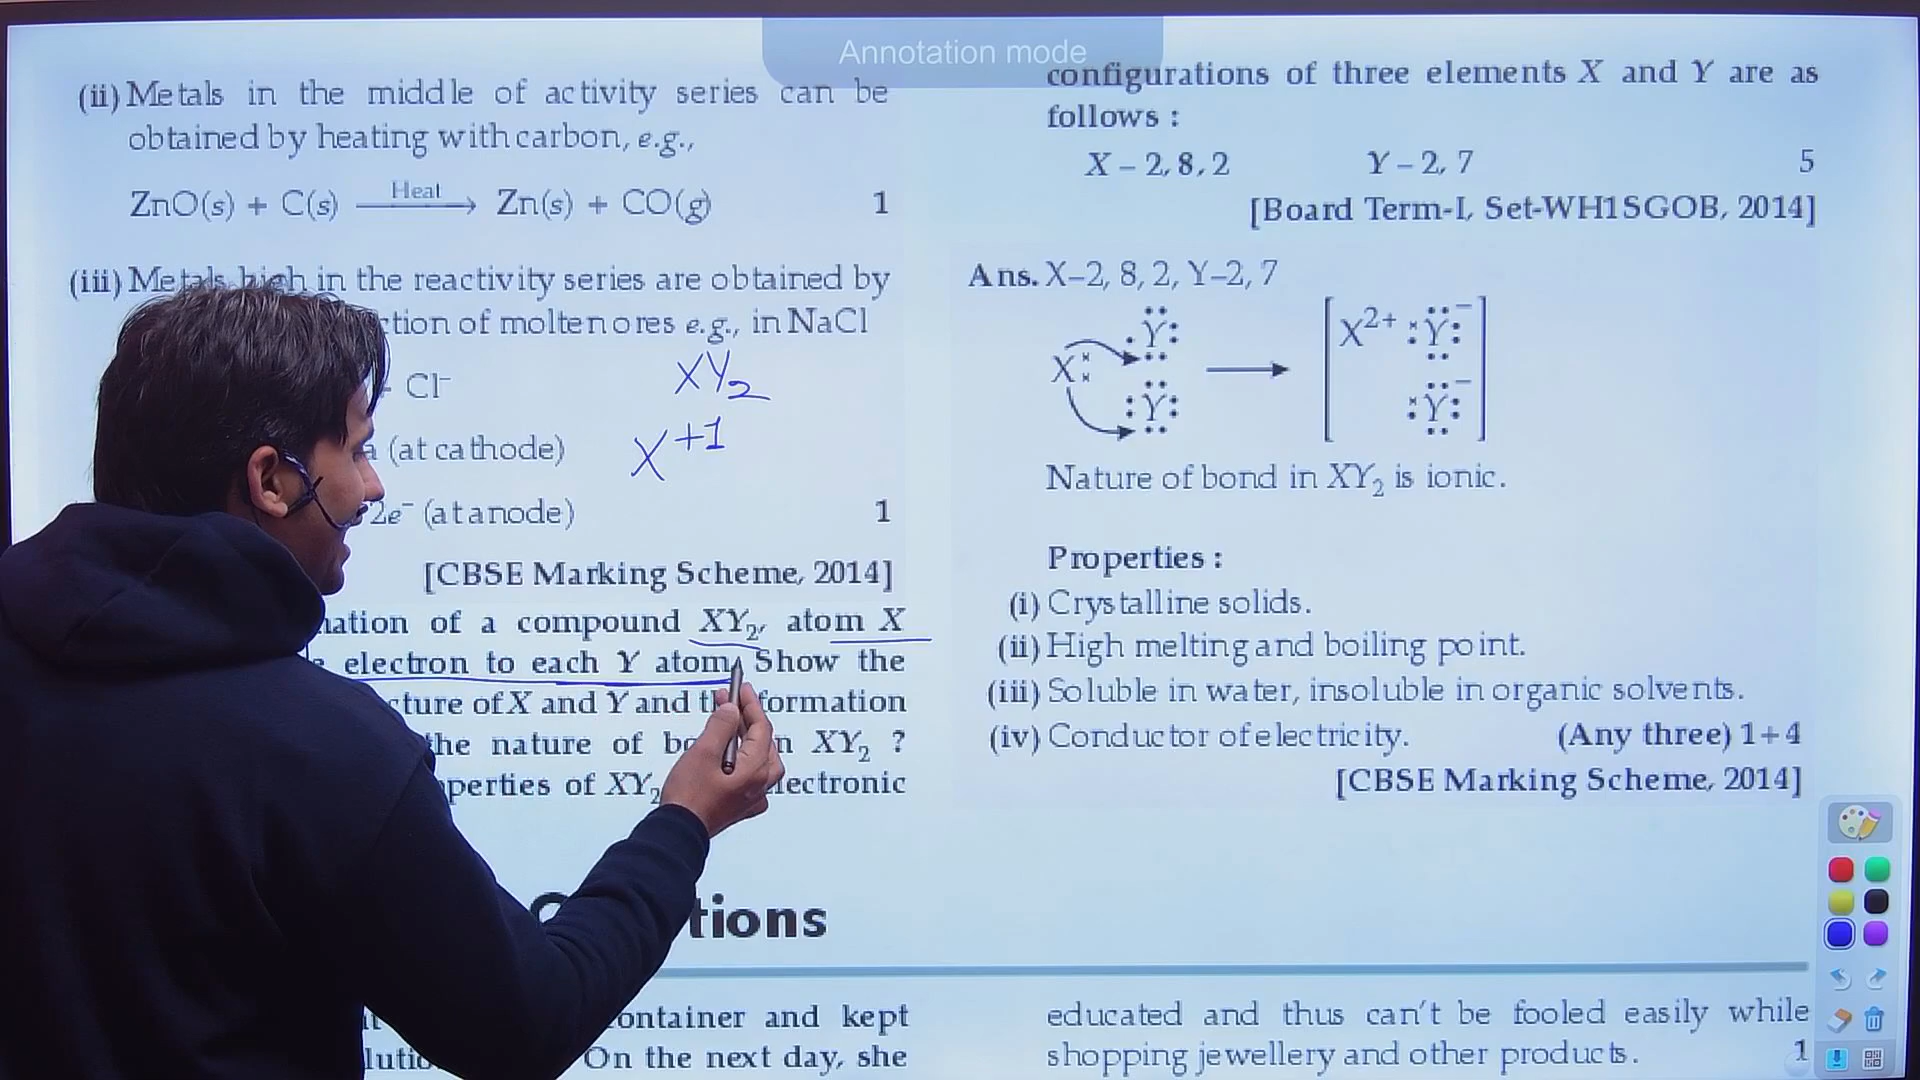 Annotation mode
(ii) Metals in the middle of activity series can be
obtained by heating with carbon, e.g.,
ZnO(s) + C(s) —Heat→ Zn(s) + CO(g) 1
(iii) Metals high in the reactivity series are obtained by
ction of molten ores e.g., in NaCl
Cl⁻
XY₂
(at cathode)
X⁺¹
2e⁻ (at anode) 1
[CBSE Marking Scheme, 2014]
of a compound XY₂, atom X
electron to each Y atom. Show the
cture of X and Y and formation
the nature of XY₂ ?
perties of XY₂
configurations of three elements X and Y are as
follows :
X – 2, 8, 2 Y – 2, 7 5
[Board Term-I, Set-WH1SGOB, 2014]
Ans. X–2, 8, 2, Y–2, 7
Y
X → X²⁺ Y⁻
Y Y⁻
Nature of bond in XY₂ is ionic.
Properties :
(i) Crystalline solids.
(ii) High melting and boiling point.
(iii) Soluble in water, insoluble in organic solvents.
(iv) Conductor of electricity. (Any three) 1+4
[CBSE Marking Scheme, 2014]
tions
ontainer and kept
On the next day, she
educated and thus can't be fooled easily while
shopping jewellery and other products. 1